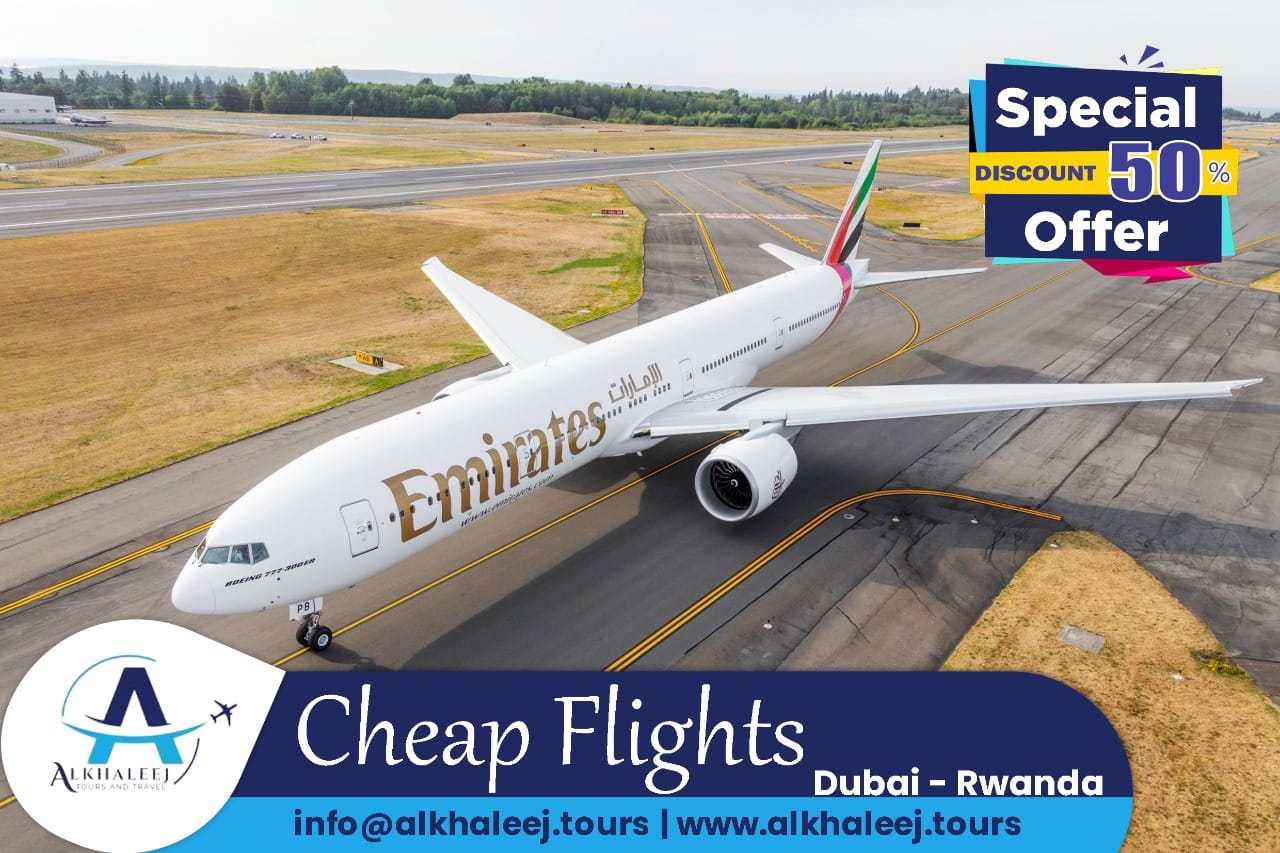 Special
DISCOUNT 50%
Offer
الإمارات
Emirates
www.emirates.com
BOEING 777-300ER
PB
Cheap Flights
Dubai - Rwanda
ALKHALEEJ
TOURS AND TRAVEL
info@alkhaleej.tours | www.alkhaleej.tours